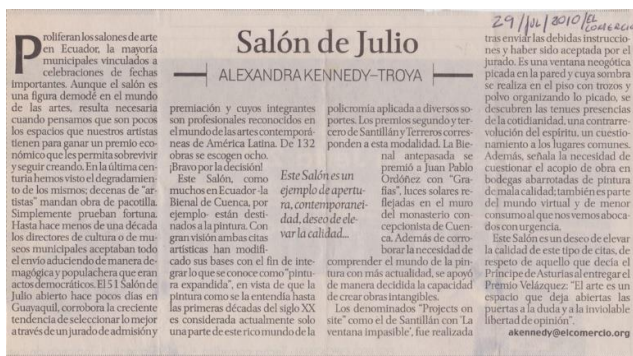 29/JUL/2010/EL COMERCIO
Salón de Julio
ALEXANDRA KENNEDY-TROYA
Proliferan los salones de arte
en Ecuador, la mayoría
municipales vinculados a
celebraciones de fechas
importantes. Aunque el salón es
una figura demodé en el mundo
de las artes, resulta necesaria
cuando pensamos que son pocos
los espacios que nuestros artistas
tienen para ganar un premio eco-
nómico que les permita sobrevivir
y seguir creando. En la última cen-
turia hemos visto el degradamien-
to de los mismos; decenas de "ar-
tistas" mandan obra de pacotilla.
Simplemente prueban fortuna.
Hasta hace menos de una década
los directores de cultura o de mu-
seos municipales aceptaban todo
el envío aduciendo de manera de-
magógica y populachera que eran
actos democráticos. El 51 Salón de
Julio abierto hace pocos días en
Guayaquil, corrobora la creciente
tendencia de seleccionar lo mejor
a través de un jurado de admisión y
premiación y cuyos integrantes
son profesionales reconocidos en
el mundo de las artes contemporá-
neas de América Latina. De 132
obras se escogen ocho.
¡Bravo por la decisión!
Este Salón, como
muchos en Ecuador -la
Bienal de Cuenca, por
ejemplo- están desti-
nados a la pintura. Con
gran visión ambas citas
artísticas han modifi-
cado sus bases con el fin de inte-
grar lo que se conoce como "pintu-
ra expandida", en vista de que la
pintura como se la entendía hasta
las primeras décadas del siglo XX
es considerada actualmente solo
una parte de este rico mundo de la
Este Salón es un
ejemplo de apertu-
ra, contemporanei-
dad, deseo de ele-
var la calidad...
policromía aplicada a diversos so-
portes. Los premios segundo y ter-
cero de Santillán y Terreros corres-
ponden a esta modalidad. La Bie-
nal antepasada se
premió a Juan Pablo
Ordóñez con "Gra-
fías", luces solares re-
flejadas en el muro
del monasterio con-
cepcionista de Cuen-
ca. Además de corro-
borar la necesidad de
comprender el mundo de la pin-
tura con más actualidad, se apoyó
de manera decidida la capacidad
de crear obras intangibles.
Los denominados "Projects on
site" como el de Santillán con 'La
ventana impasible', fue realizada
tras enviar las debidas instruccio-
nes y haber sido aceptada por el
jurado. Es una ventana neogótica
picada en la pared y cuya sombra
se realiza en el piso con trozos y
polvo organizando lo picado, se
descubren las tenues presencias
de la cotidianidad, una contrarre-
volución del espíritu, un cuestio-
namiento a los lugares comunes.
Además, señala la necesidad de
cuestionar el acopio de obra en
bodegas abarrotadas de pintura
de mala calidad; también es parte
del mundo virtual y de menor
consumo al que nos vemos aboca-
dos con urgencia.
Este Salón es un deseo de elevar
la calidad de este tipo de citas, de
respeto de aquello que decía el
Príncipe de Asturias al entregar el
Premio Velázquez: "El arte es un
espacio que deja abiertas las
puertas a la duda y a la inviolable
libertad de opinión".
akennedy@elcomercio.org